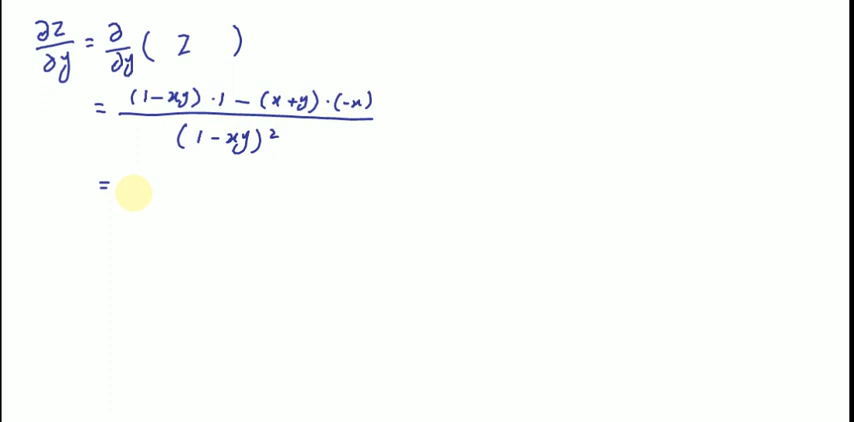 ∂z/∂y = ∂/∂y ( z )
= ((1-xy)·1 - (x+y)·(-x))/(1-xy)²
=